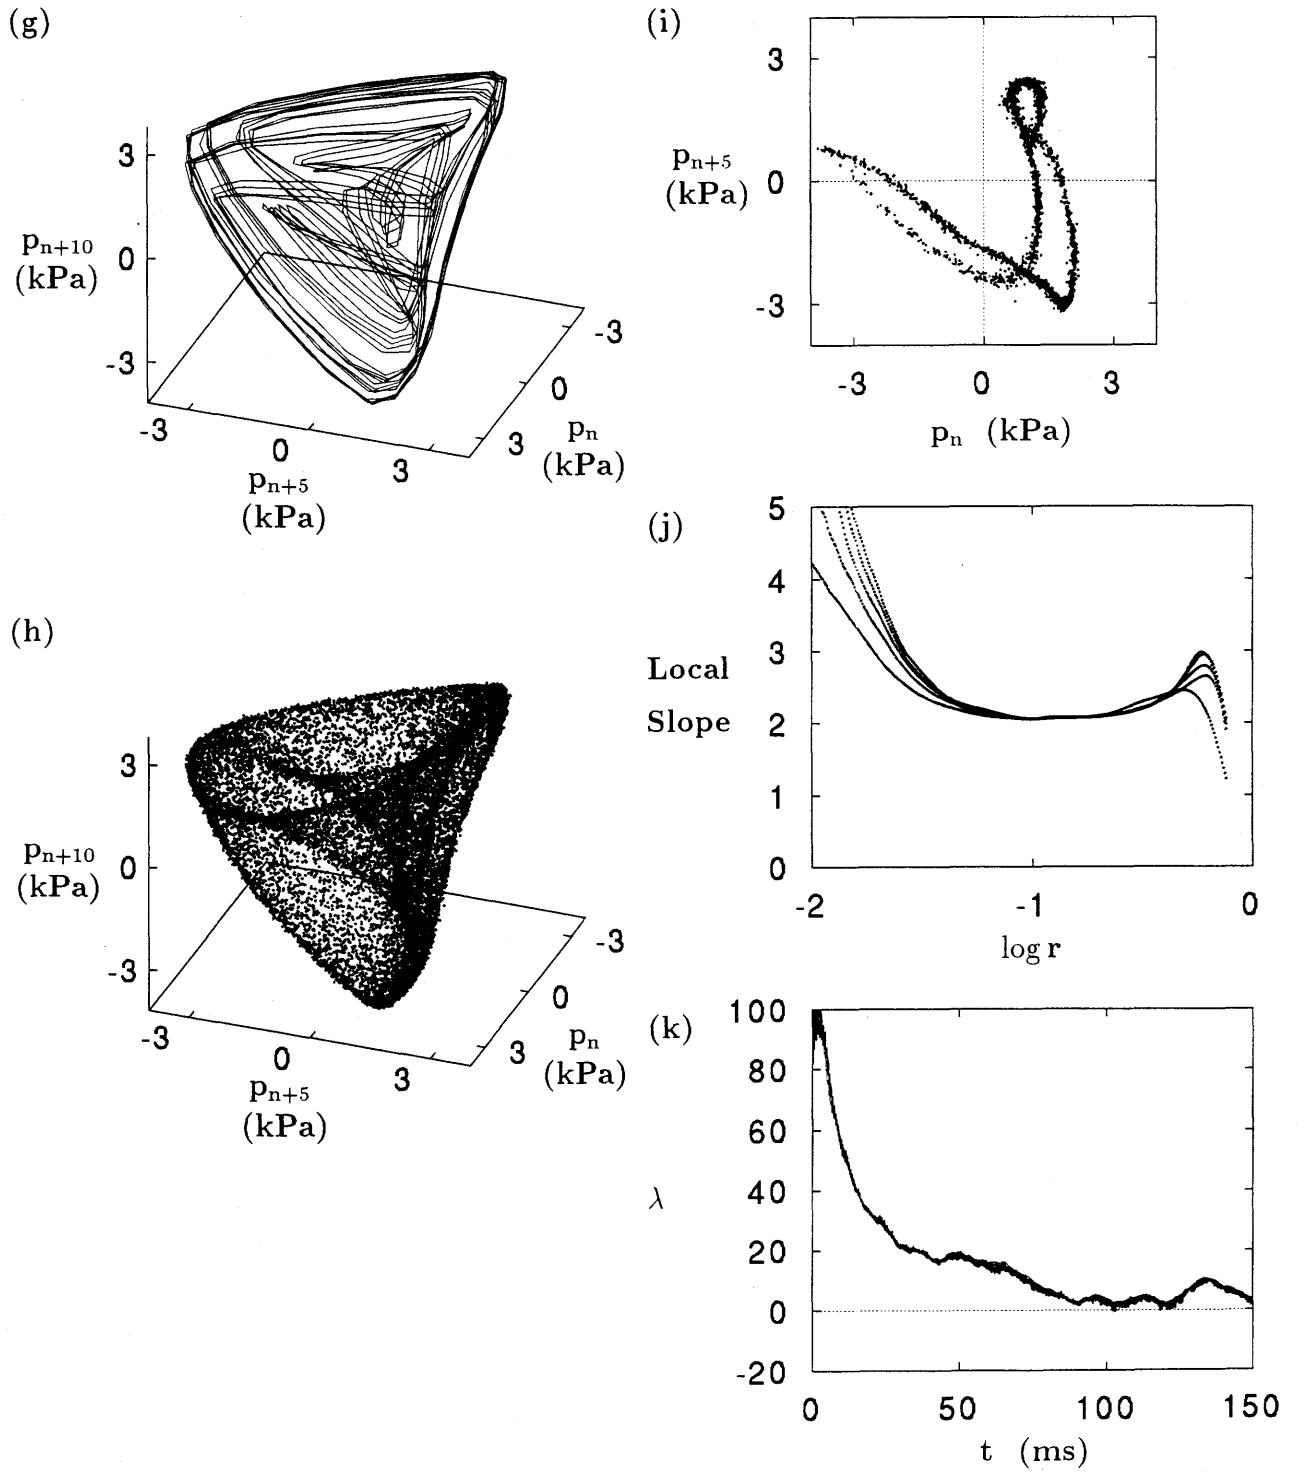 (g)
3
0
-3
p_{n+10}
(kPa)
-3
0
3
p_{n+5}
(kPa)
-3
0
3
p_n
(kPa)
(h)
3
0
-3
p_{n+10}
(kPa)
-3
0
3
p_{n+5}
(kPa)
-3
0
3
p_n
(kPa)
(i)
3
0
-3
p_{n+5}
(kPa)
-3 0 3
p_n (kPa)
(j)
5
4
3
2
1
0
Local
Slope
-2 -1 0
log r
(k)
100
80
60
40
20
0
-20
λ
0 50 100 150
t (ms)